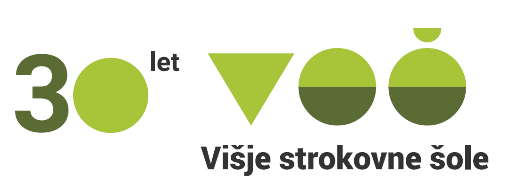 30 let
Višje strokovne šole